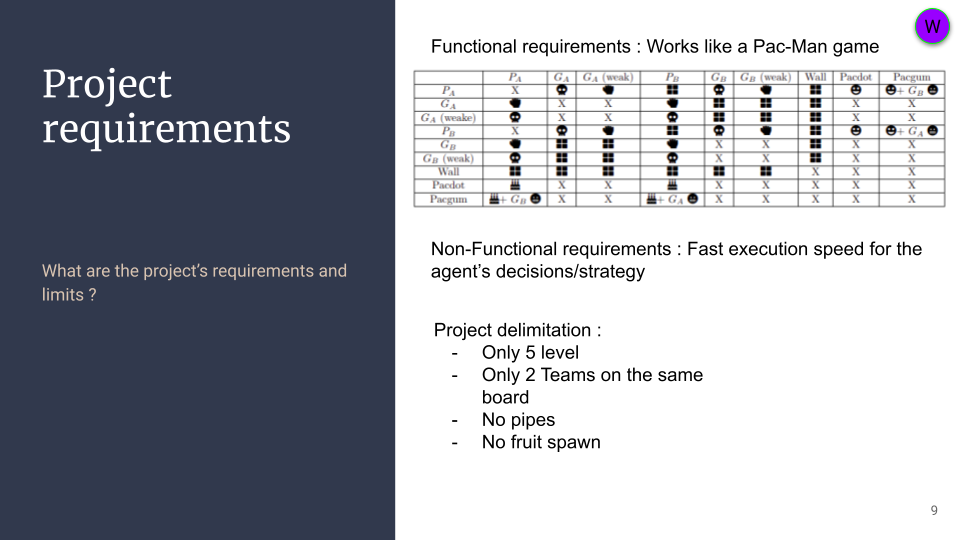 W
Project
requirements
What are the project's requirements and
limits ?
Functional requirements : Works like a Pac-Man game
P_A G_A G_A (weak) P_B G_B G_B (weak) Wall Pacdot Pacgum
P_A X + G_B
G_A X X X X
G_A (weake) X X X X
P_B X + G_A
G_B X X X X
G_B (weak) X X X X
Wall X X X
Pacdot X X X X X X X
Pacgum + G_B X X + G_A X X X X X
Non-Functional requirements : Fast execution speed for the
agent's decisions/strategy
Project delimitation :
- Only 5 level
- Only 2 Teams on the same
board
- No pipes
- No fruit spawn
9